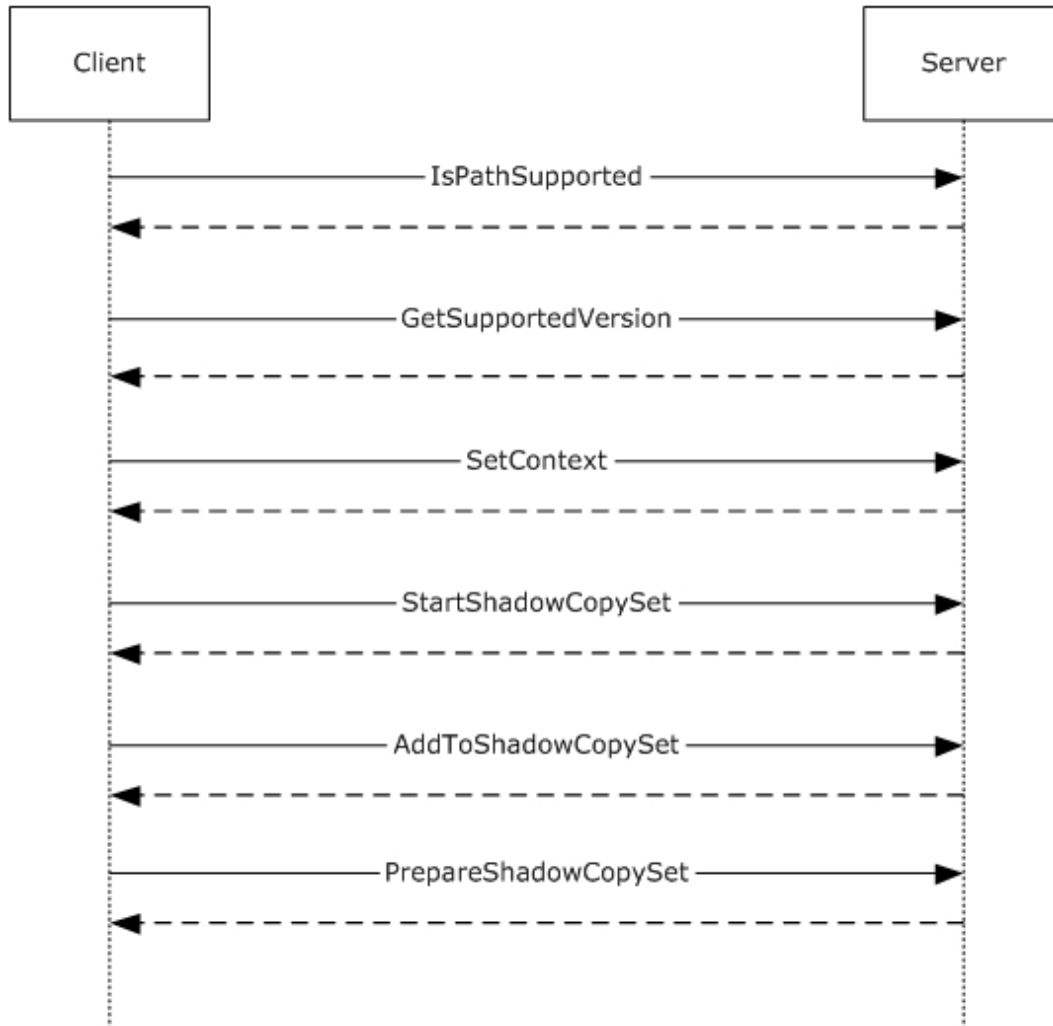 Client
Server
IsPathSupported
GetSupportedVersion
SetContext
StartShadowCopySet
AddToShadowCopySet
PrepareShadowCopySet